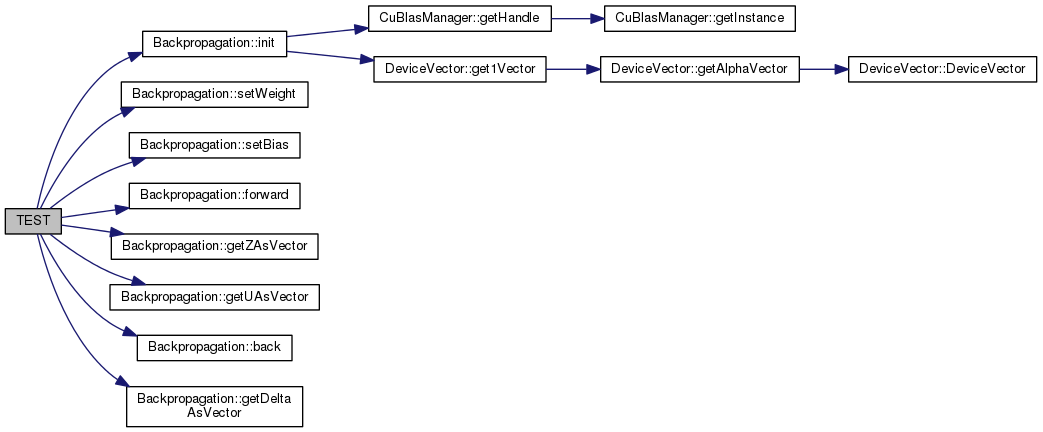 TEST
Backpropagation::init
CuBlasManager::getHandle
CuBlasManager::getInstance
DeviceVector::get1Vector
DeviceVector::getAlphaVector
DeviceVector::DeviceVector
Backpropagation::setWeight
Backpropagation::setBias
Backpropagation::forward
Backpropagation::getZAsVector
Backpropagation::getUAsVector
Backpropagation::back
Backpropagation::getDelta
AsVector